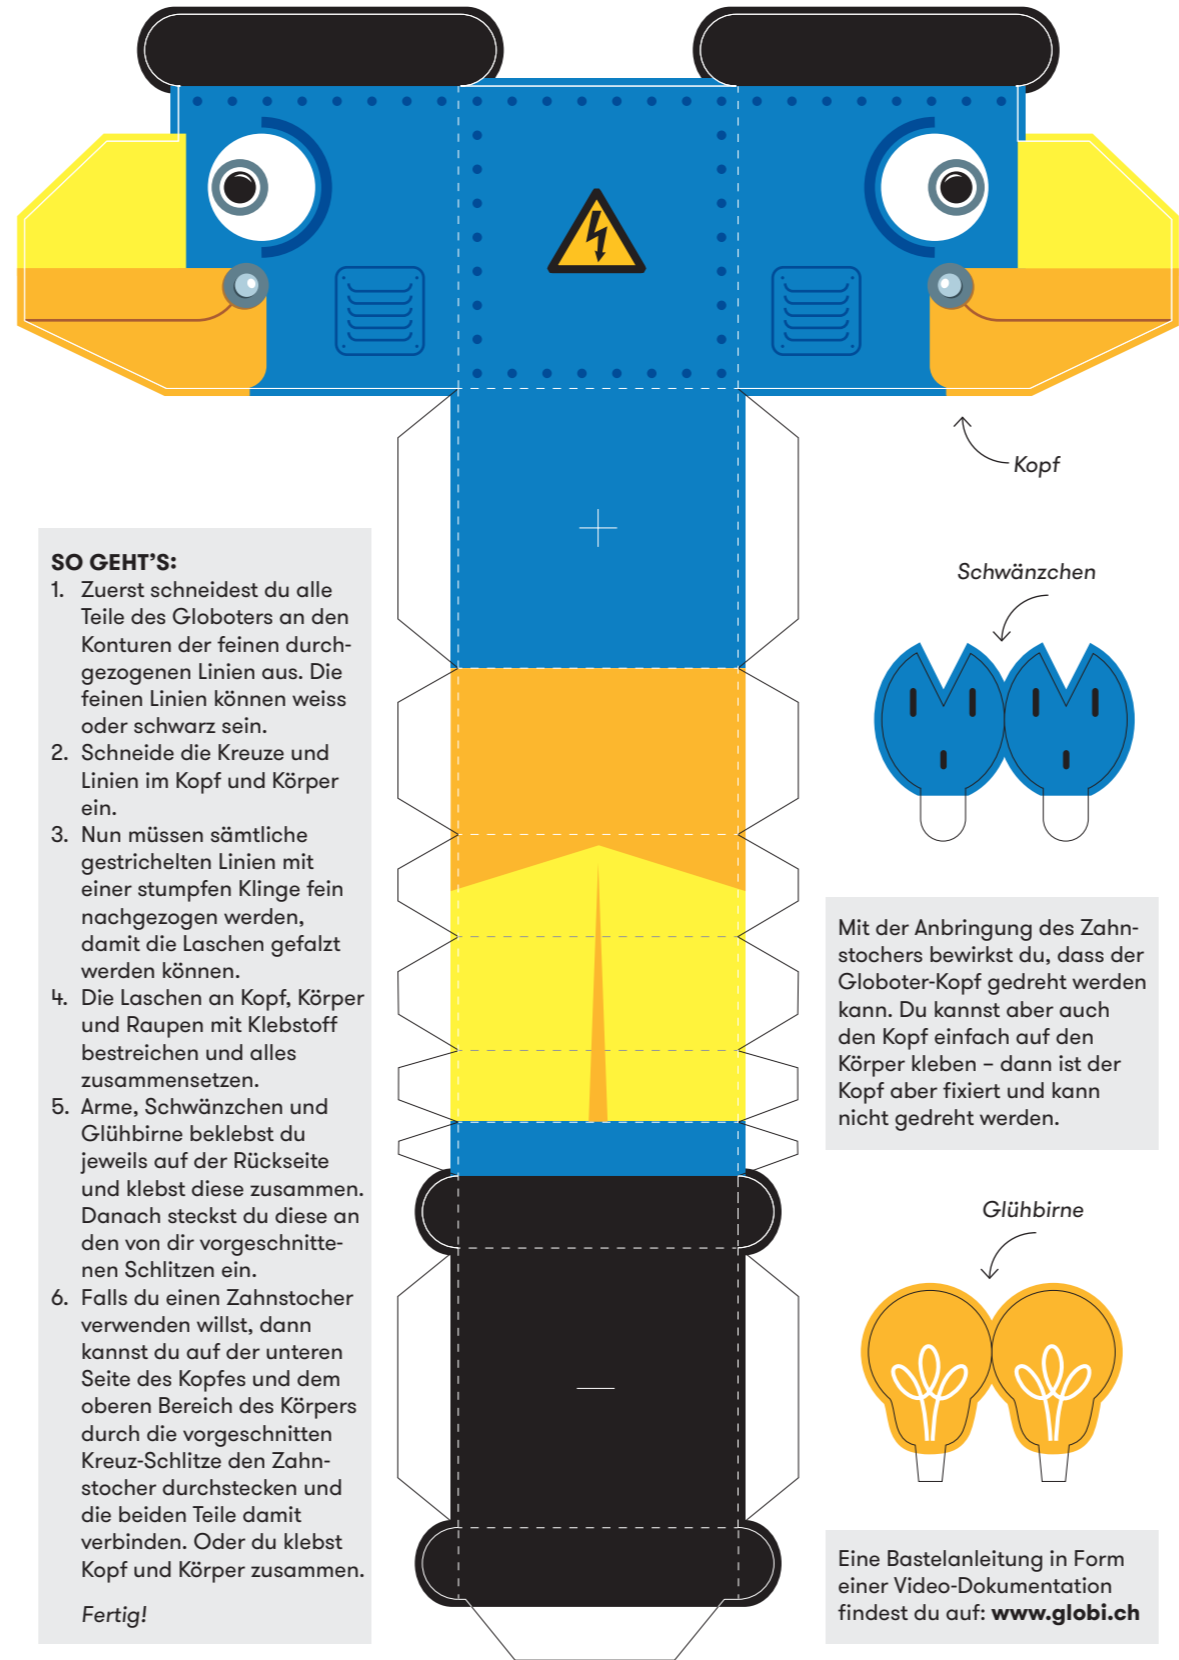 Kopf
SO GEHT'S:
1. Zuerst schneidest du alle
Teile des Globoters an den
Konturen der feinen durch-
gezogenen Linien aus. Die
feinen Linien können weiss
oder schwarz sein.
2. Schneide die Kreuze und
Linien im Kopf und Körper
ein.
3. Nun müssen sämtliche
gestrichelten Linien mit
einer stumpfen Klinge fein
nachgezogen werden,
damit die Laschen gefalzt
werden können.
4. Die Laschen an Kopf, Körper
und Raupen mit Klebstoff
bestreichen und alles
zusammensetzen.
5. Arme, Schwänzchen und
Glühbirne beklebst du
jeweils auf der Rückseite
und klebst diese zusammen.
Danach steckst du diese an
den von dir vorgeschnitte-
nen Schlitzen ein.
6. Falls du einen Zahnstocher
verwenden willst, dann
kannst du auf der unteren
Seite des Kopfes und dem
oberen Bereich des Körpers
durch die vorgeschnitten
Kreuz-Schlitze den Zahn-
stocher durchstecken und
die beiden Teile damit
verbinden. Oder du klebst
Kopf und Körper zusammen.
Fertig!
Schwänzchen
Mit der Anbringung des Zahn-
stochers bewirkst du, dass der
Globoter-Kopf gedreht werden
kann. Du kannst aber auch
den Kopf einfach auf den
Körper kleben – dann ist der
Kopf aber fixiert und kann
nicht gedreht werden.
Glühbirne
Eine Bastelanleitung in Form
einer Video-Dokumentation
findest du auf: www.globi.ch